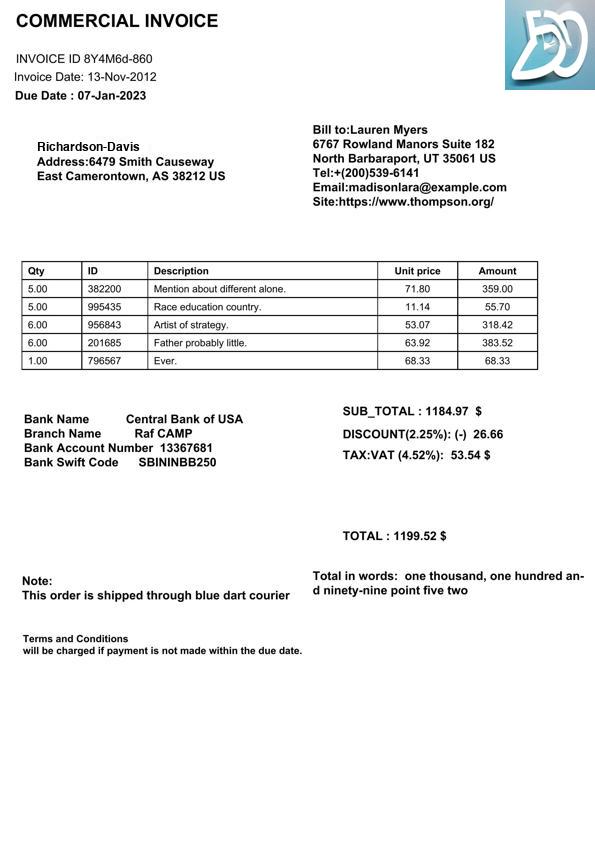 COMMERCIAL INVOICE
INVOICE ID 8Y4M6d-860
Invoice Date: 13-Nov-2012
Due Date : 07-Jan-2023
Richardson-Davis
Address:6479 Smith Causeway
East Camerontown, AS 38212 US
Bill to:Lauren Myers
6767 Rowland Manors Suite 182
North Barbaraport, UT 35061 US
Tel:+(200)539-6141
Email:madisonlara@example.com
Site:https://www.thompson.org/
Qty ID Description Unit price Amount
5.00 382200 Mention about different alone. 71.80 359.00
5.00 995435 Race education country. 11.14 55.70
6.00 956843 Artist of strategy. 53.07 318.42
6.00 201685 Father probably little. 63.92 383.52
1.00 796567 Ever. 68.33 68.33
Bank Name Central Bank of USA
Branch Name Raf CAMP
Bank Account Number 13367681
Bank Swift Code SBININBB250
SUB_TOTAL : 1184.97 $
DISCOUNT(2.25%): (-) 26.66
TAX:VAT (4.52%): 53.54 $
TOTAL : 1199.52 $
Total in words: one thousand, one hundred an-
d ninety-nine point five two
Note:
This order is shipped through blue dart courier
Terms and Conditions
will be charged if payment is not made within the due date.